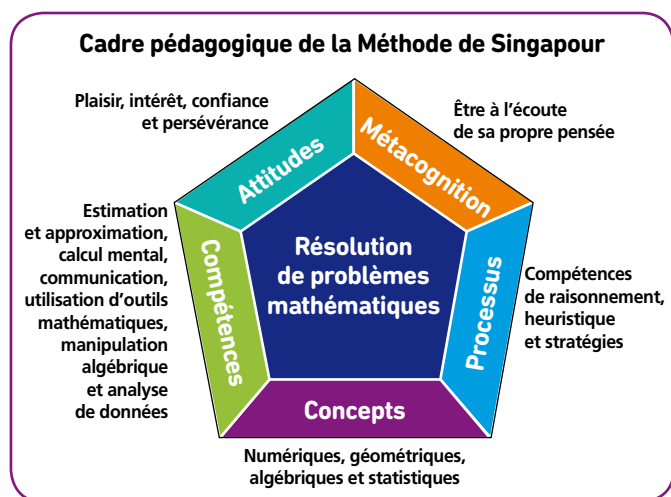 Cadre pédagogique de la Méthode de Singapour
Plaisir, intérêt, confiance
et persévérance
Être à l'écoute
de sa propre pensée
Attitudes
Métacognition
Estimation
et approximation,
calcul mental,
communication,
utilisation d'outils
mathématiques,
manipulation
algébrique
et analyse
de données
Compétences
Résolution
de problèmes
mathématiques
Processus
Compétences
de raisonnement,
heuristique
et stratégies
Concepts
Numériques, géométriques,
algébriques et statistiques